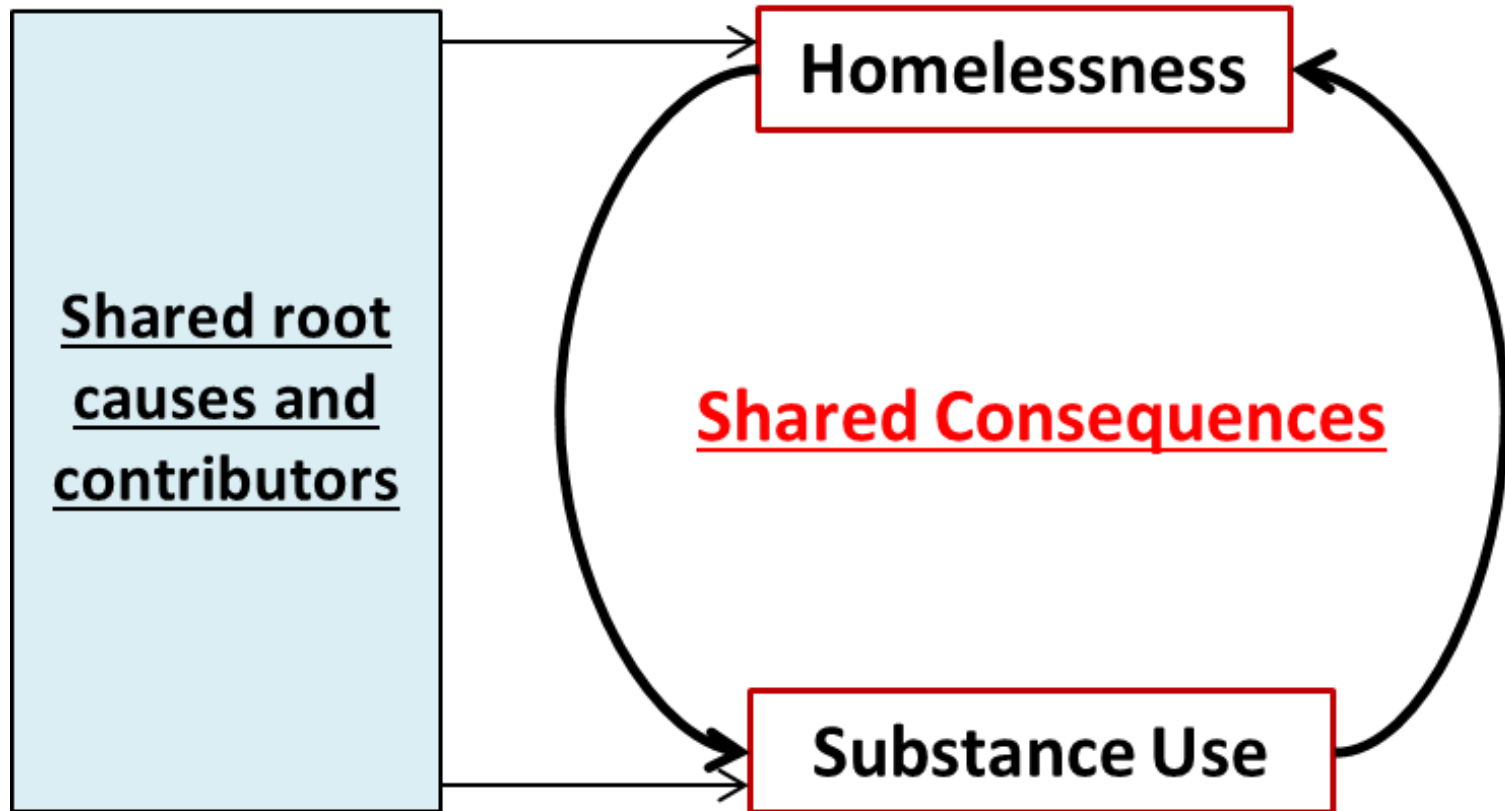 Homelessness
Shared root
causes and
contributors
Shared Consequences
Substance Use